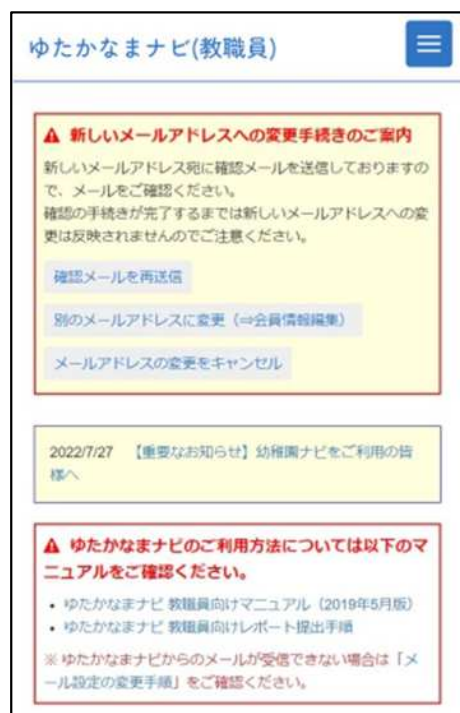 ゆたかなまナビ(教職員)
新しいメールアドレスへの変更手続きのご案内
新しいメールアドレス宛に確認メールを送信しておりますの
で、メールをご確認ください。
確認の手続きが完了するまでは新しいメールアドレスへの変
更は反映されませんのでご注意ください。
確認メールを再送信
別のメールアドレスに変更（⇒会員情報編集）
メールアドレスの変更をキャンセル
2022/7/27 【重要なお知らせ】幼稚園ナビをご利用の皆
様へ
ゆたかなまナビのご利用方法については以下のマ
ニュアルをご確認ください。
• ゆたかなまナビ 教職員向けマニュアル（2019年5月版）
• ゆたかなまナビ 教職員向けレポート提出手順
※ ゆたかなまナビからのメールが受信できない場合は「メ
ール設定の変更手順」をご確認ください。